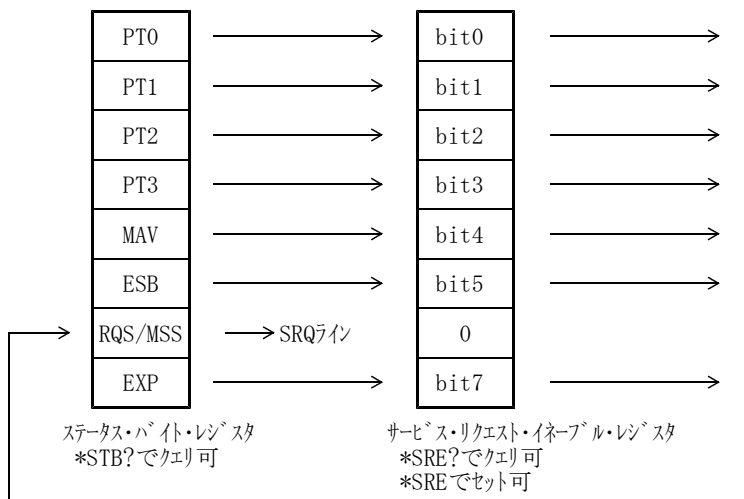 PT0 bit0
PT1 bit1
PT2 bit2
PT3 bit3
MAV bit4
ESB bit5
RQS/MSS SRQﾗｲﾝ 0
EXP bit7
ｽﾃｰﾀｽ・ﾊﾞｲﾄ・ﾚｼﾞｽﾀ ｻｰﾋﾞｽ・ﾘｸｴｽﾄ・ｲﾈｰﾌﾞﾙ・ﾚｼﾞｽﾀ
*STB?でｸｴﾘ可 *SRE?でｸｴﾘ可
*SREでｾｯﾄ可